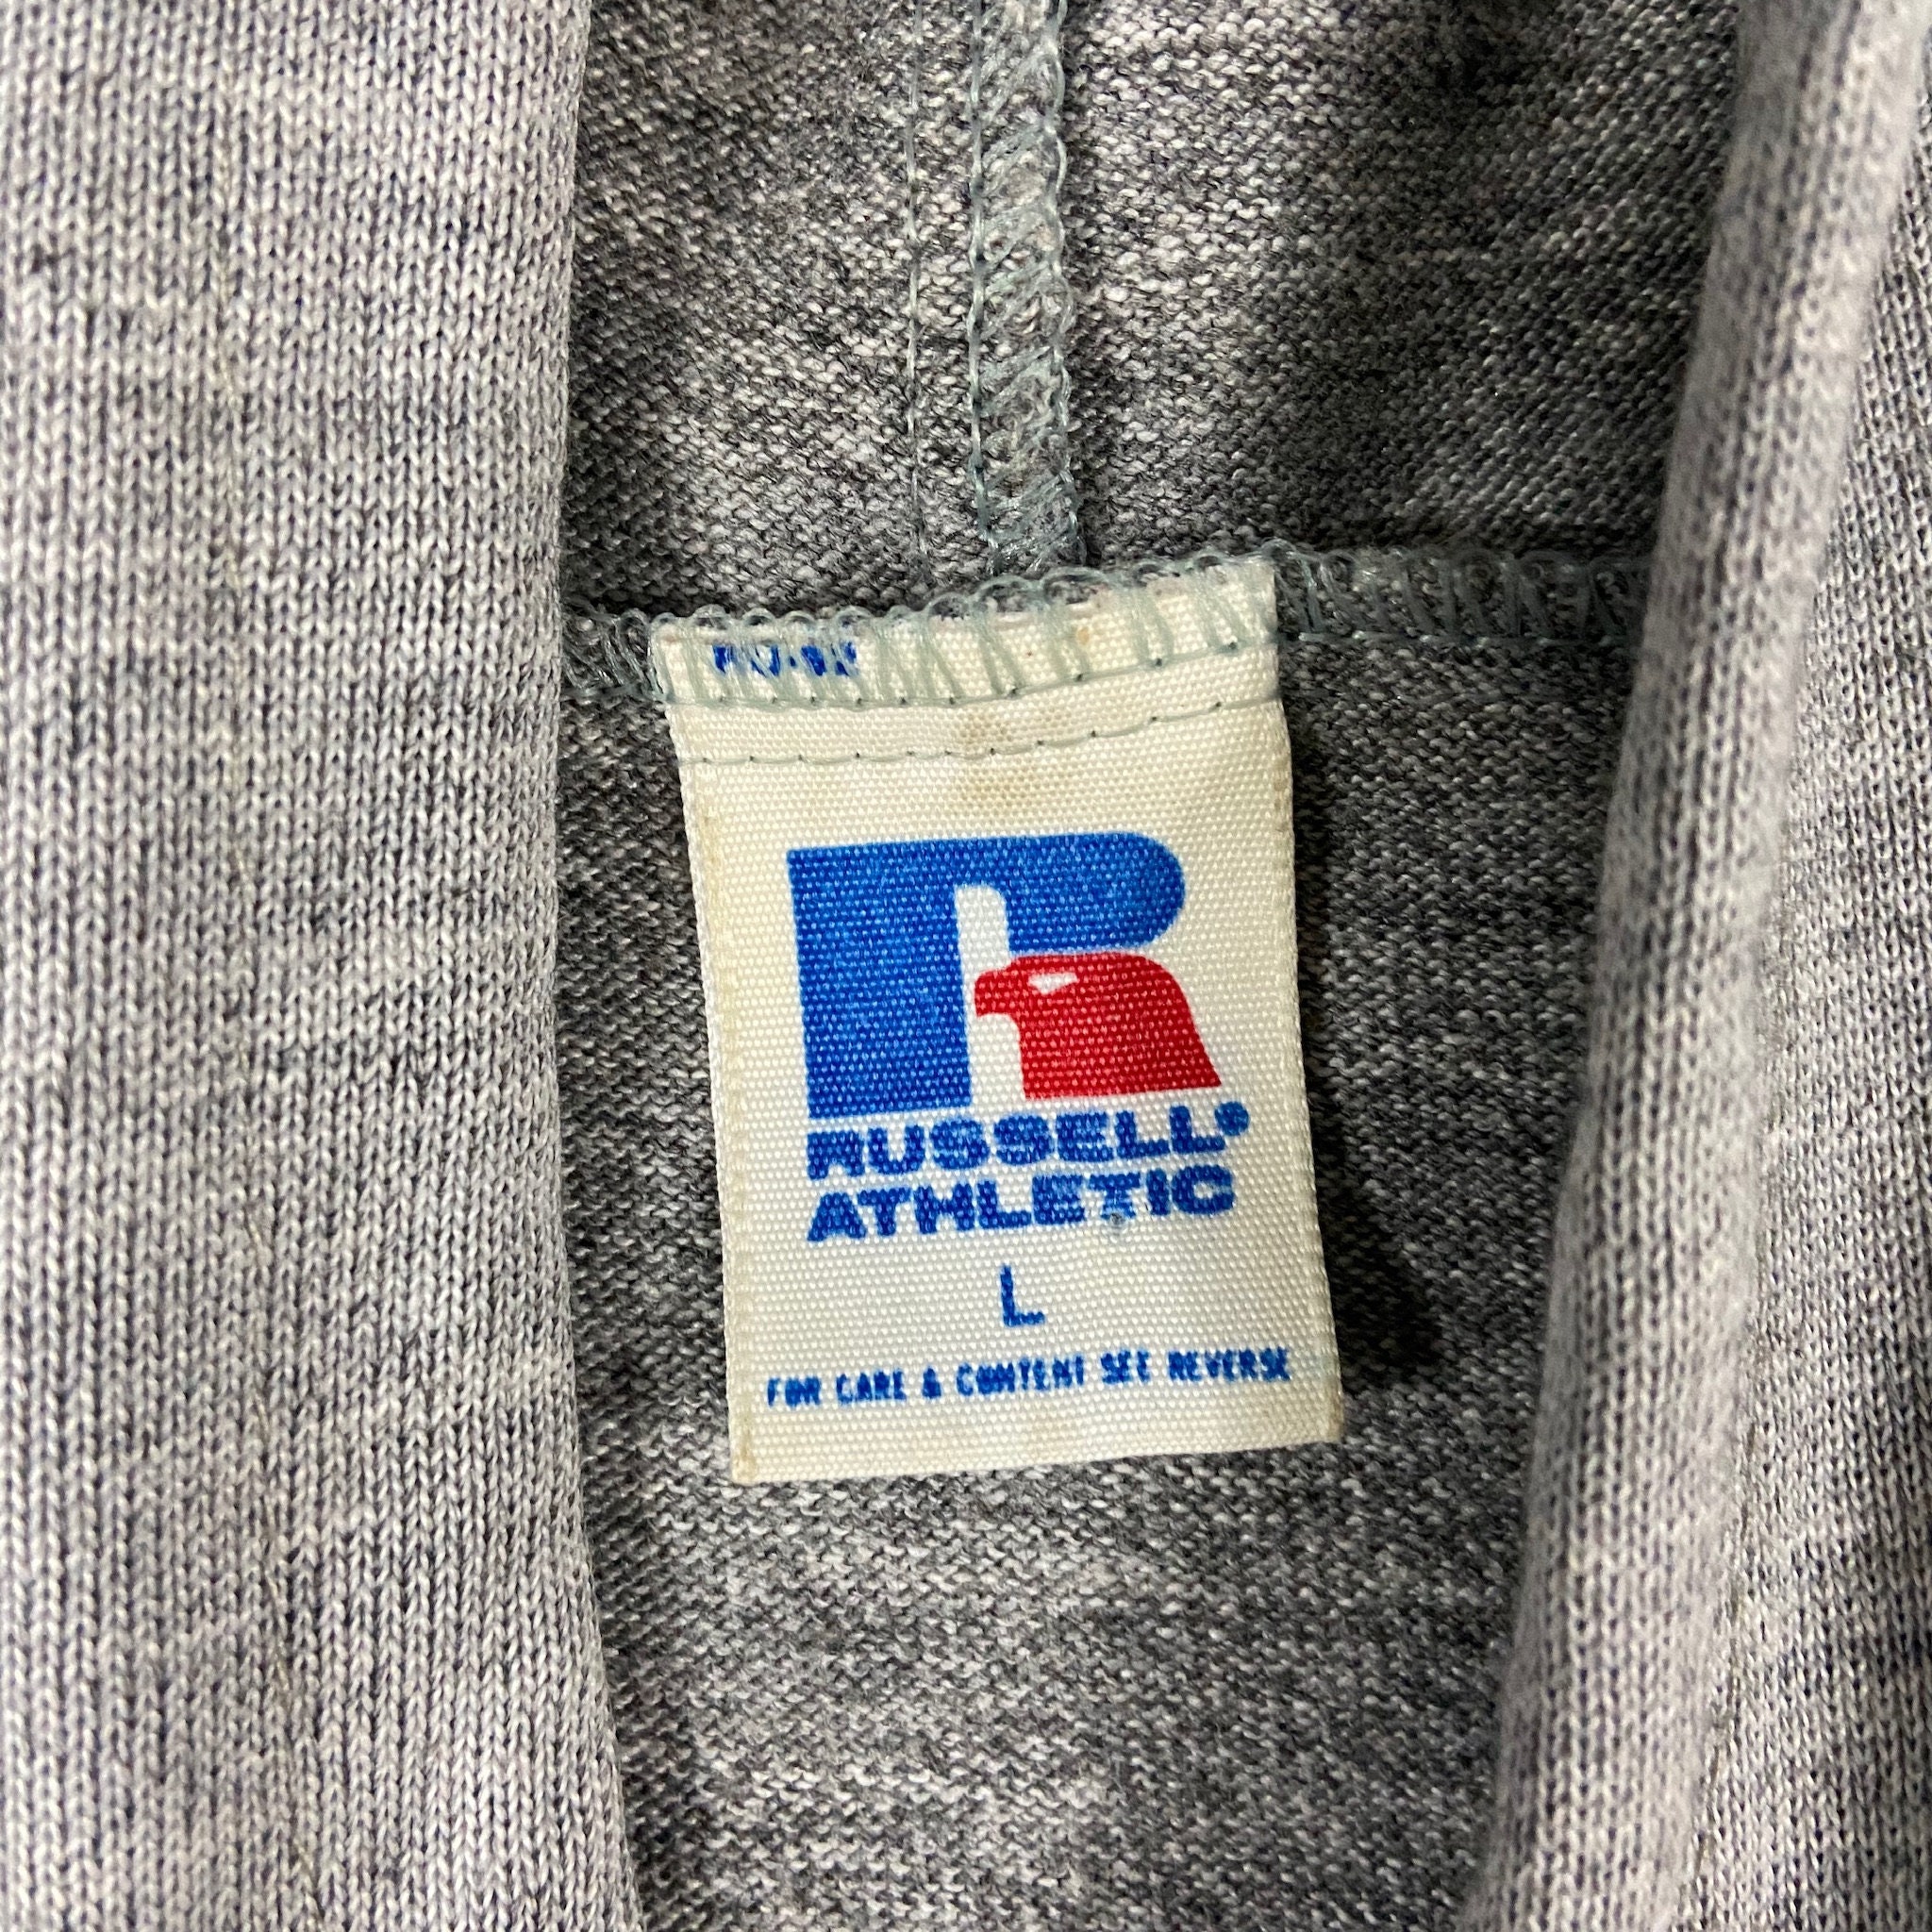 RUSSELL®
ATHLETIC
L
FOR CARE & CONTENT SEE REVERSE